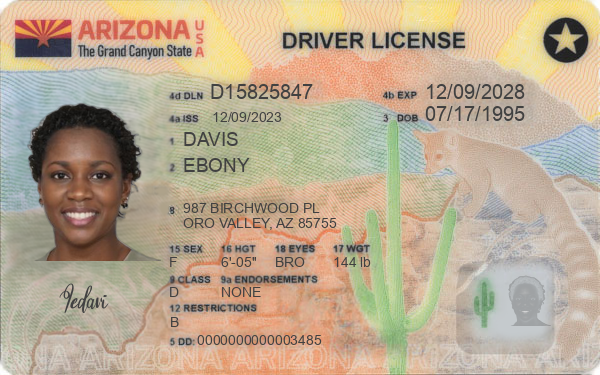 ARIZONA USA
The Grand Canyon State
DRIVER LICENSE
4d DLN D15825847 4b EXP 12/09/2028
4a ISS 12/09/2023 3 DOB 07/17/1995
1 DAVIS
2 EBONY
8 987 BIRCHWOOD PL
ORO VALLEY, AZ 85755
15 SEX 16 HGT 18 EYES 17 WGT
F 6'-05" BRO 144 lb
9 CLASS 9a ENDORSEMENTS
D NONE
12 RESTRICTIONS
B
5 DD: 0000000000003485
ARIZONA ARIZONA ARIZONA ARIZONA